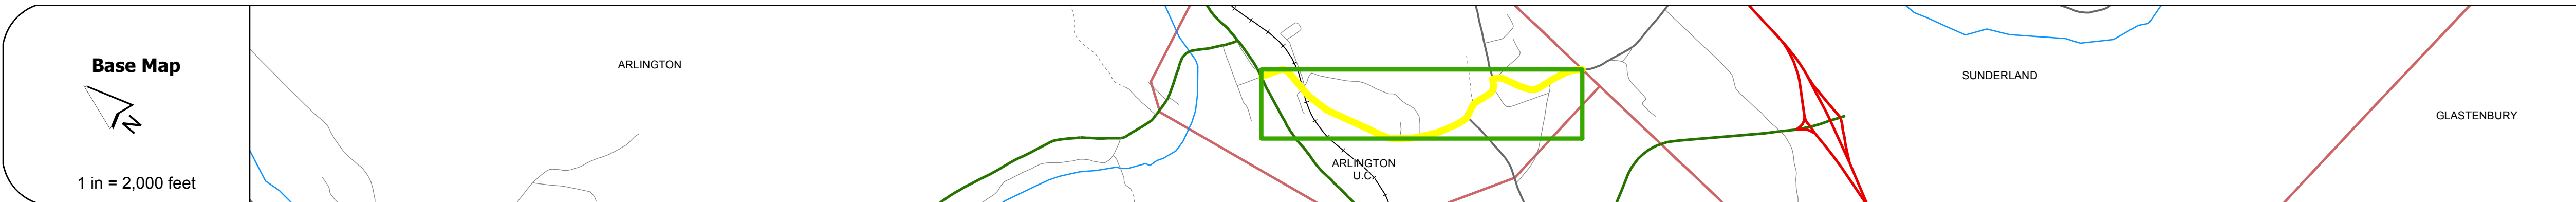 Base Map
N
1 in = 2,000 feet
ARLINGTON
ARLINGTON
U.C.
SUNDERLAND
GLASTENBURY